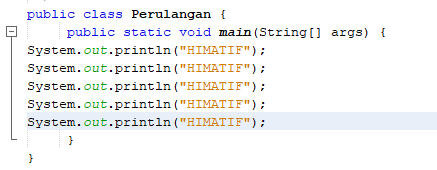 public class Perulangan {
public static void main(String[] args) {
System.out.println("HIMATIF");
System.out.println("HIMATIF");
System.out.println("HIMATIF");
System.out.println("HIMATIF");
System.out.println("HIMATIF");
}
}